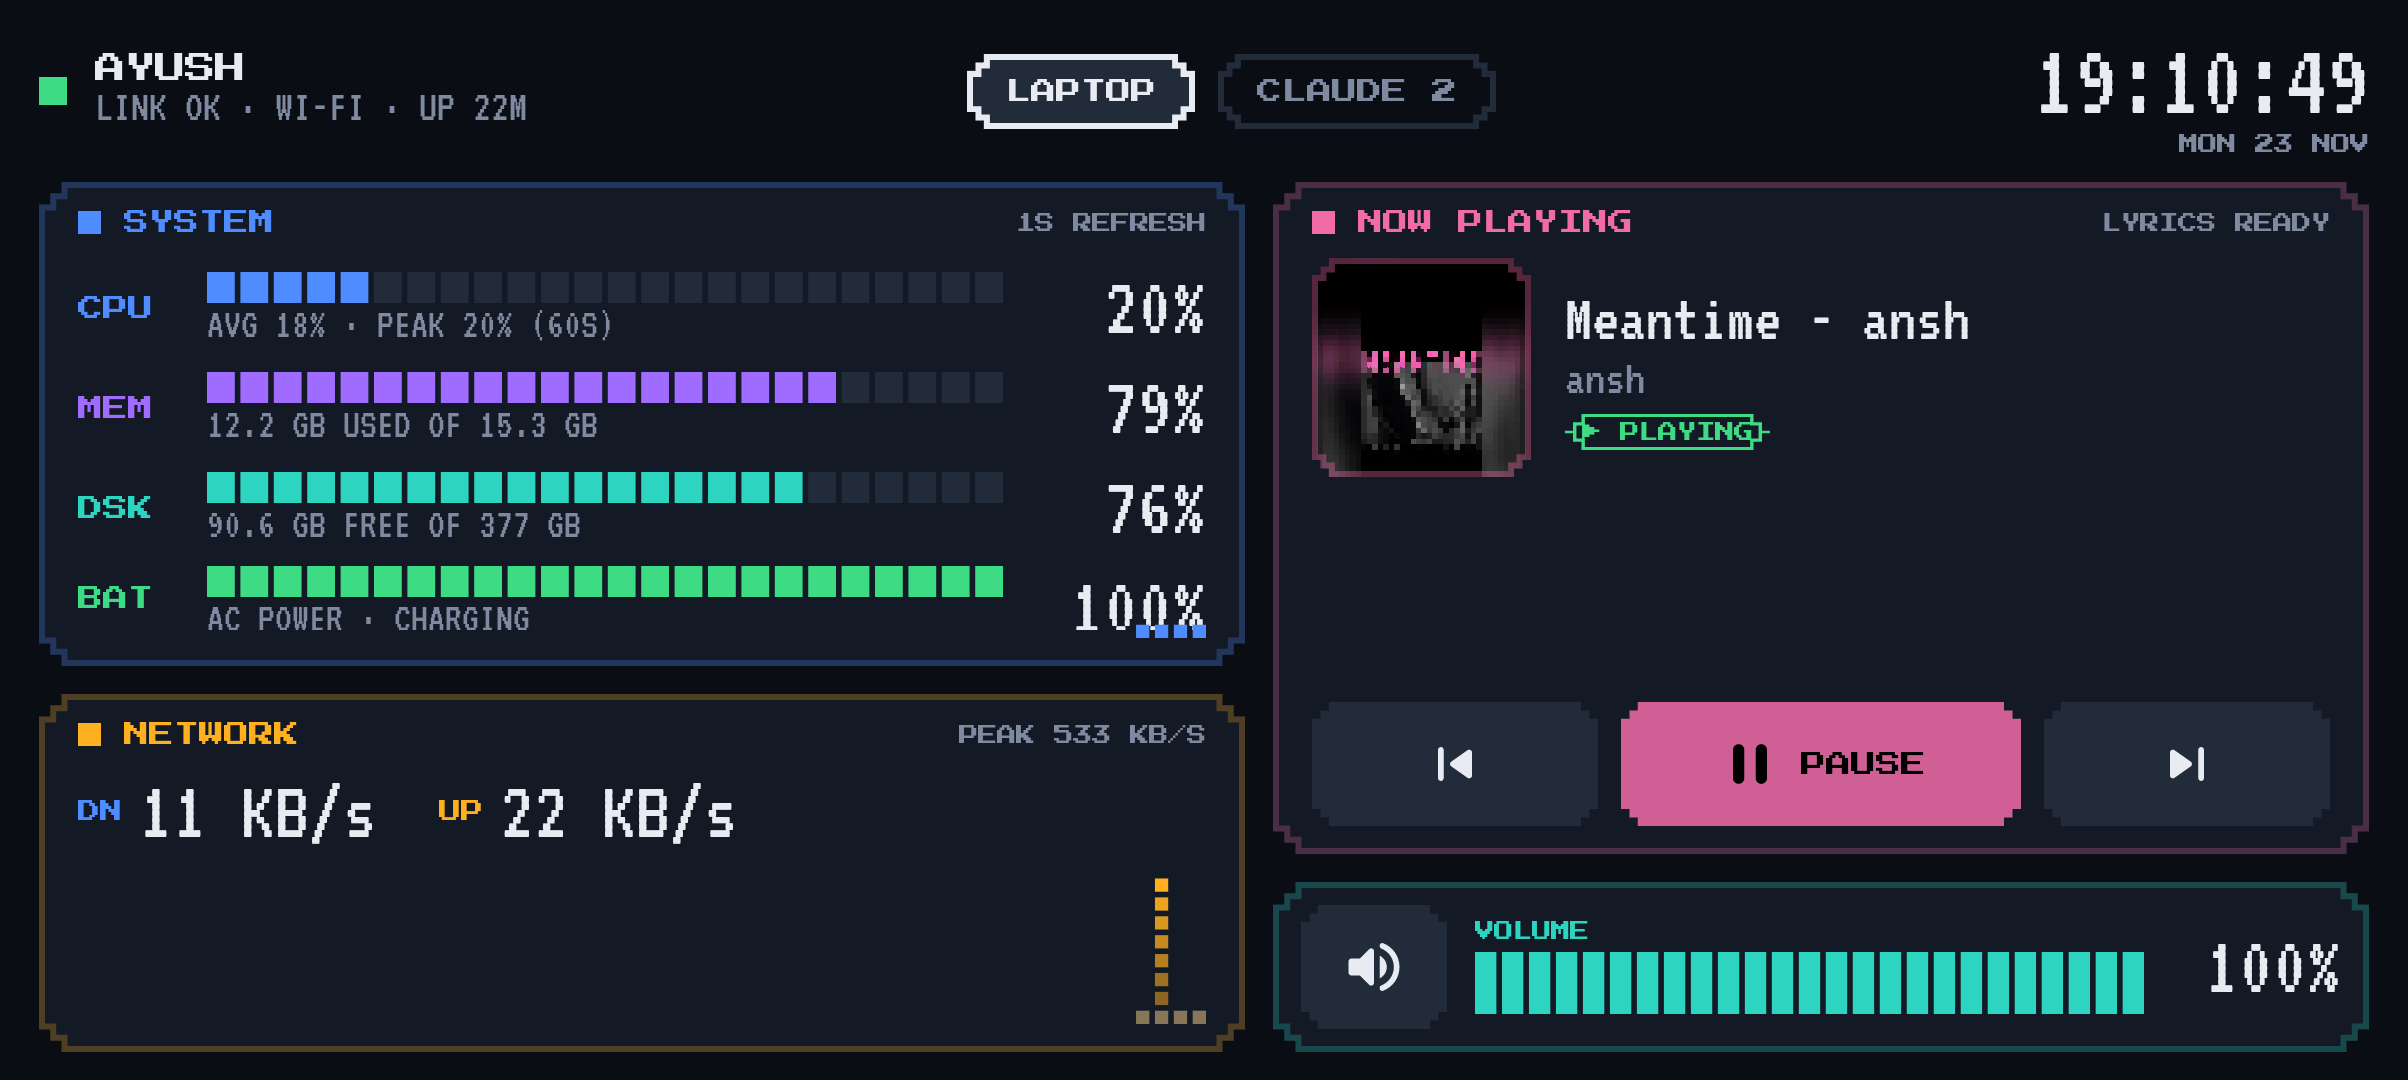 AYUSH
LINK OK · WI-FI · UP 22M
LAPTOP
CLAUDE 2
19:10:49
MON 23 NOV
SYSTEM
1S REFRESH
CPU
20%
AVG 18% · PEAK 20% (60S)
MEM
79%
12.2 GB USED OF 15.3 GB
DSK
76%
90.6 GB FREE OF 377 GB
BAT
100%
AC POWER · CHARGING
NETWORK
PEAK 533 KB/S
DN 11 KB/s UP 22 KB/s
NOW PLAYING
LYRICS READY
Meantime - ansh
ansh
PLAYING
PAUSE
VOLUME
100%